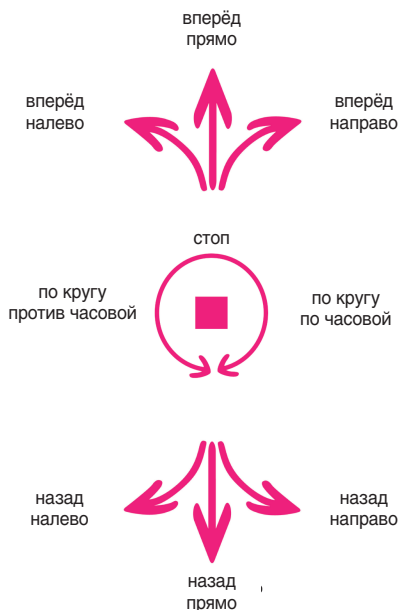 вперёд
прямо
вперёд
налево
вперёд
направо
стоп
по кругу
против часовой
по кругу
по часовой
назад
налево
назад
направо
назад
прямо